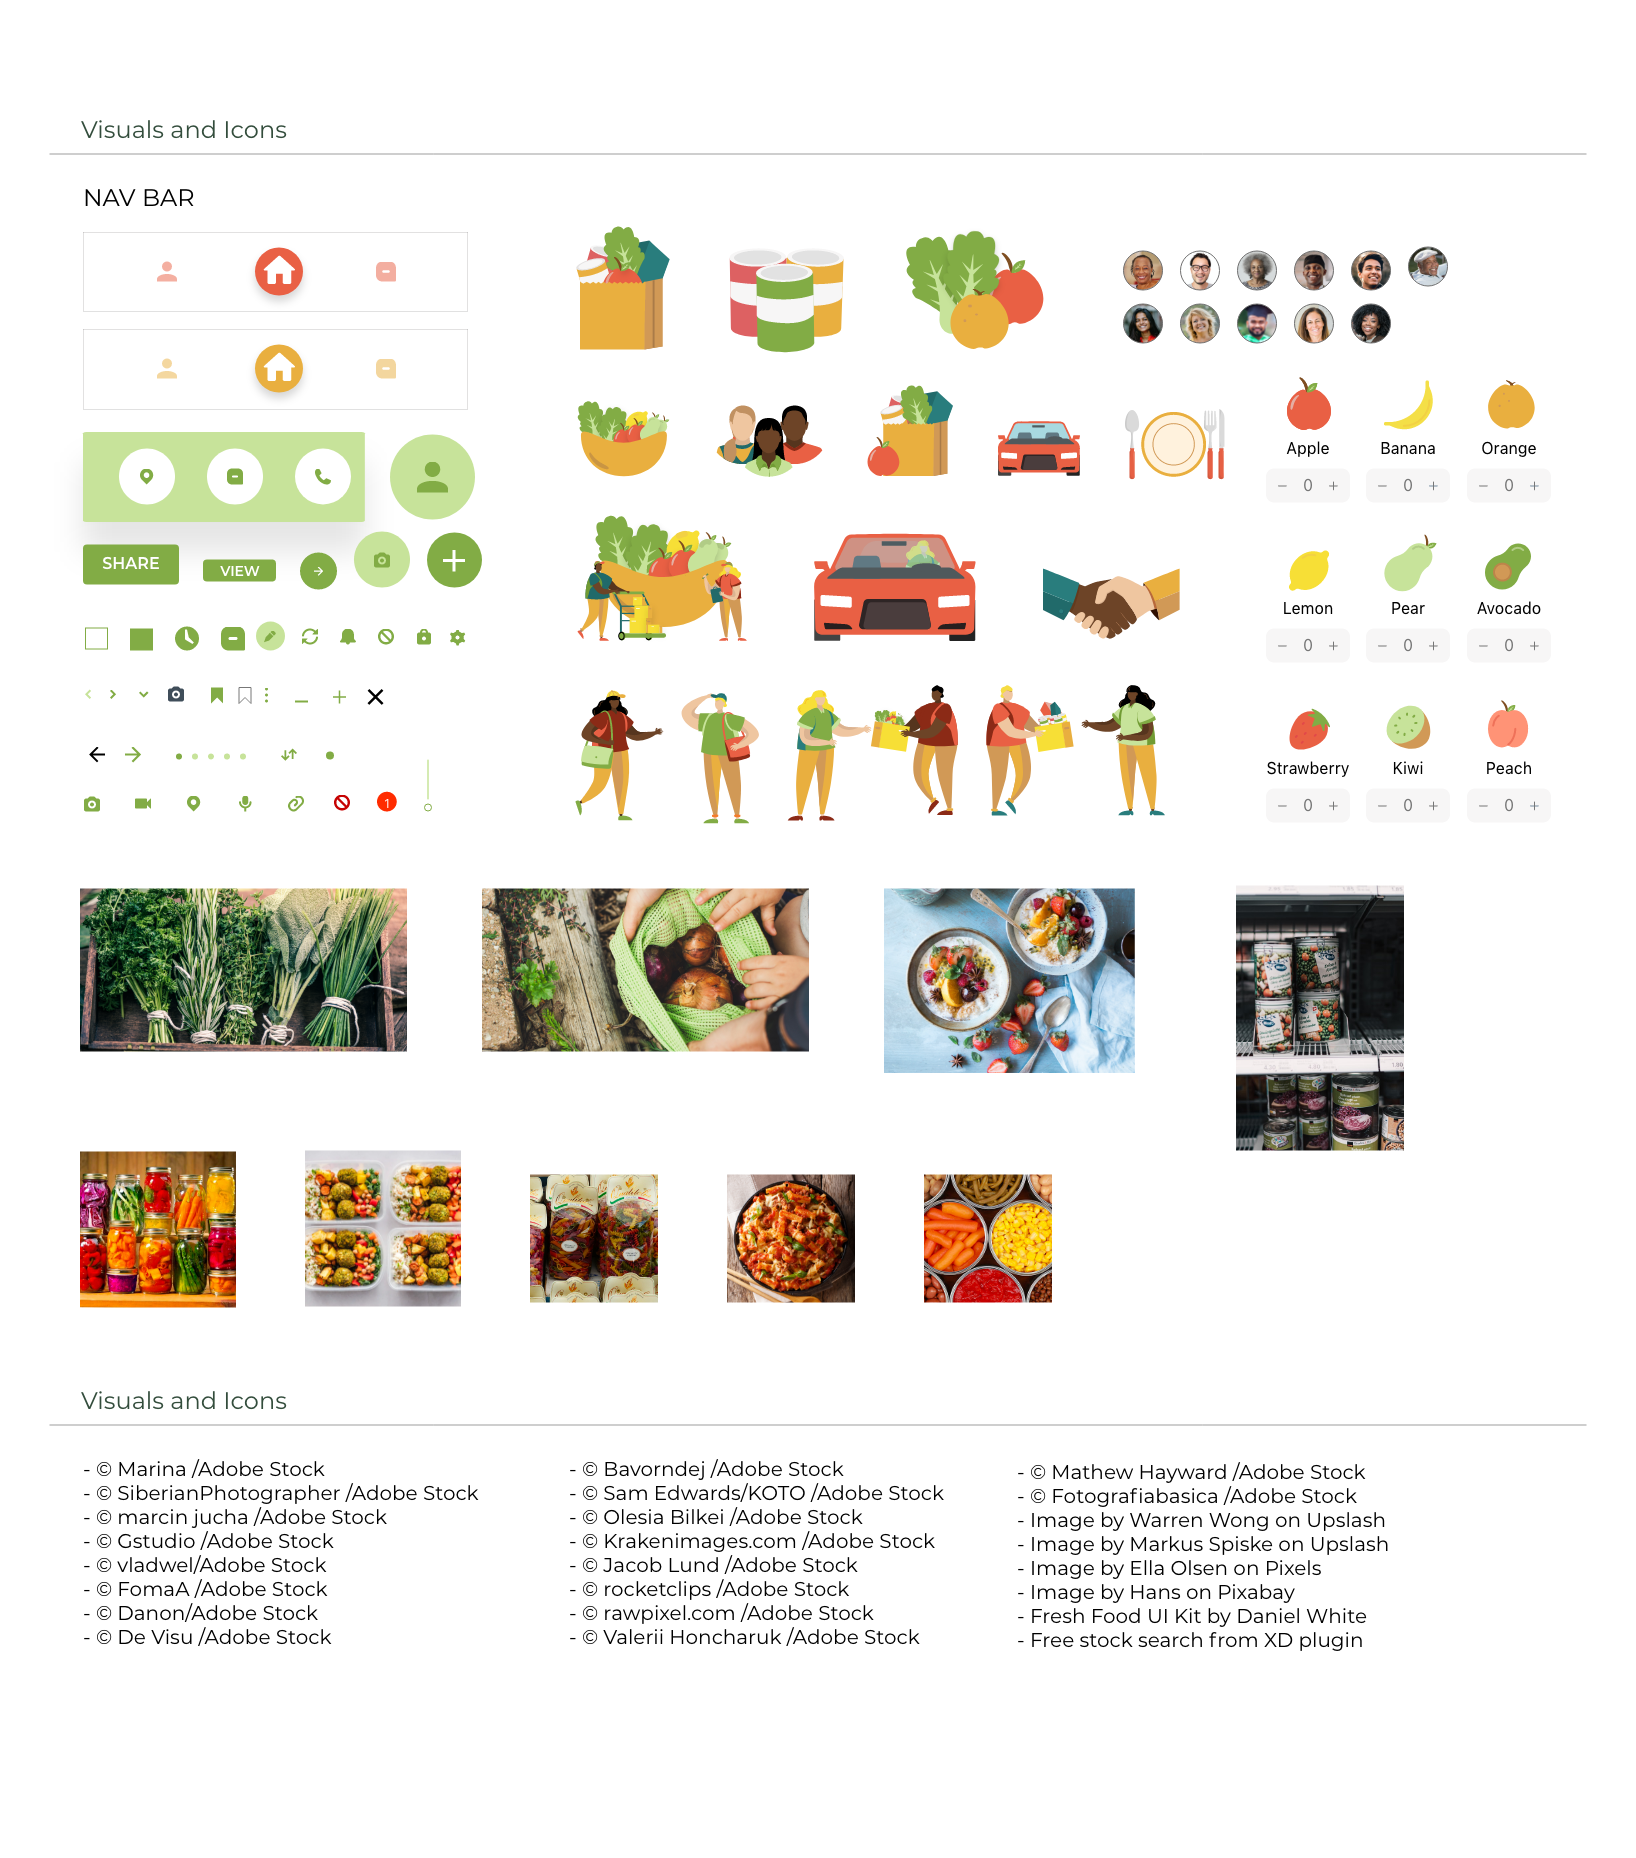 Visuals and Icons
NAV BAR
SHARE
VIEW
1
Apple
Banana
Orange
− 0 +
− 0 +
− 0 +
Lemon
Pear
Avocado
− 0 +
− 0 +
− 0 +
Strawberry
Kiwi
Peach
− 0 +
− 0 +
− 0 +
Visuals and Icons
- © Marina /Adobe Stock
- © SiberianPhotographer /Adobe Stock
- © marcin jucha /Adobe Stock
- © Gstudio /Adobe Stock
- © vladwel/Adobe Stock
- © FomaA /Adobe Stock
- © Danon/Adobe Stock
- © De Visu /Adobe Stock
- © Bavorndej /Adobe Stock
- © Sam Edwards/KOTO /Adobe Stock
- © Olesia Bilkei /Adobe Stock
- © Krakenimages.com /Adobe Stock
- © Jacob Lund /Adobe Stock
- © rocketclips /Adobe Stock
- © rawpixel.com /Adobe Stock
- © Valerii Honcharuk /Adobe Stock
- © Mathew Hayward /Adobe Stock
- © Fotografiabasica /Adobe Stock
- Image by Warren Wong on Upslash
- Image by Markus Spiske on Upslash
- Image by Ella Olsen on Pixels
- Image by Hans on Pixabay
- Fresh Food UI Kit by Daniel White
- Free stock search from XD plugin